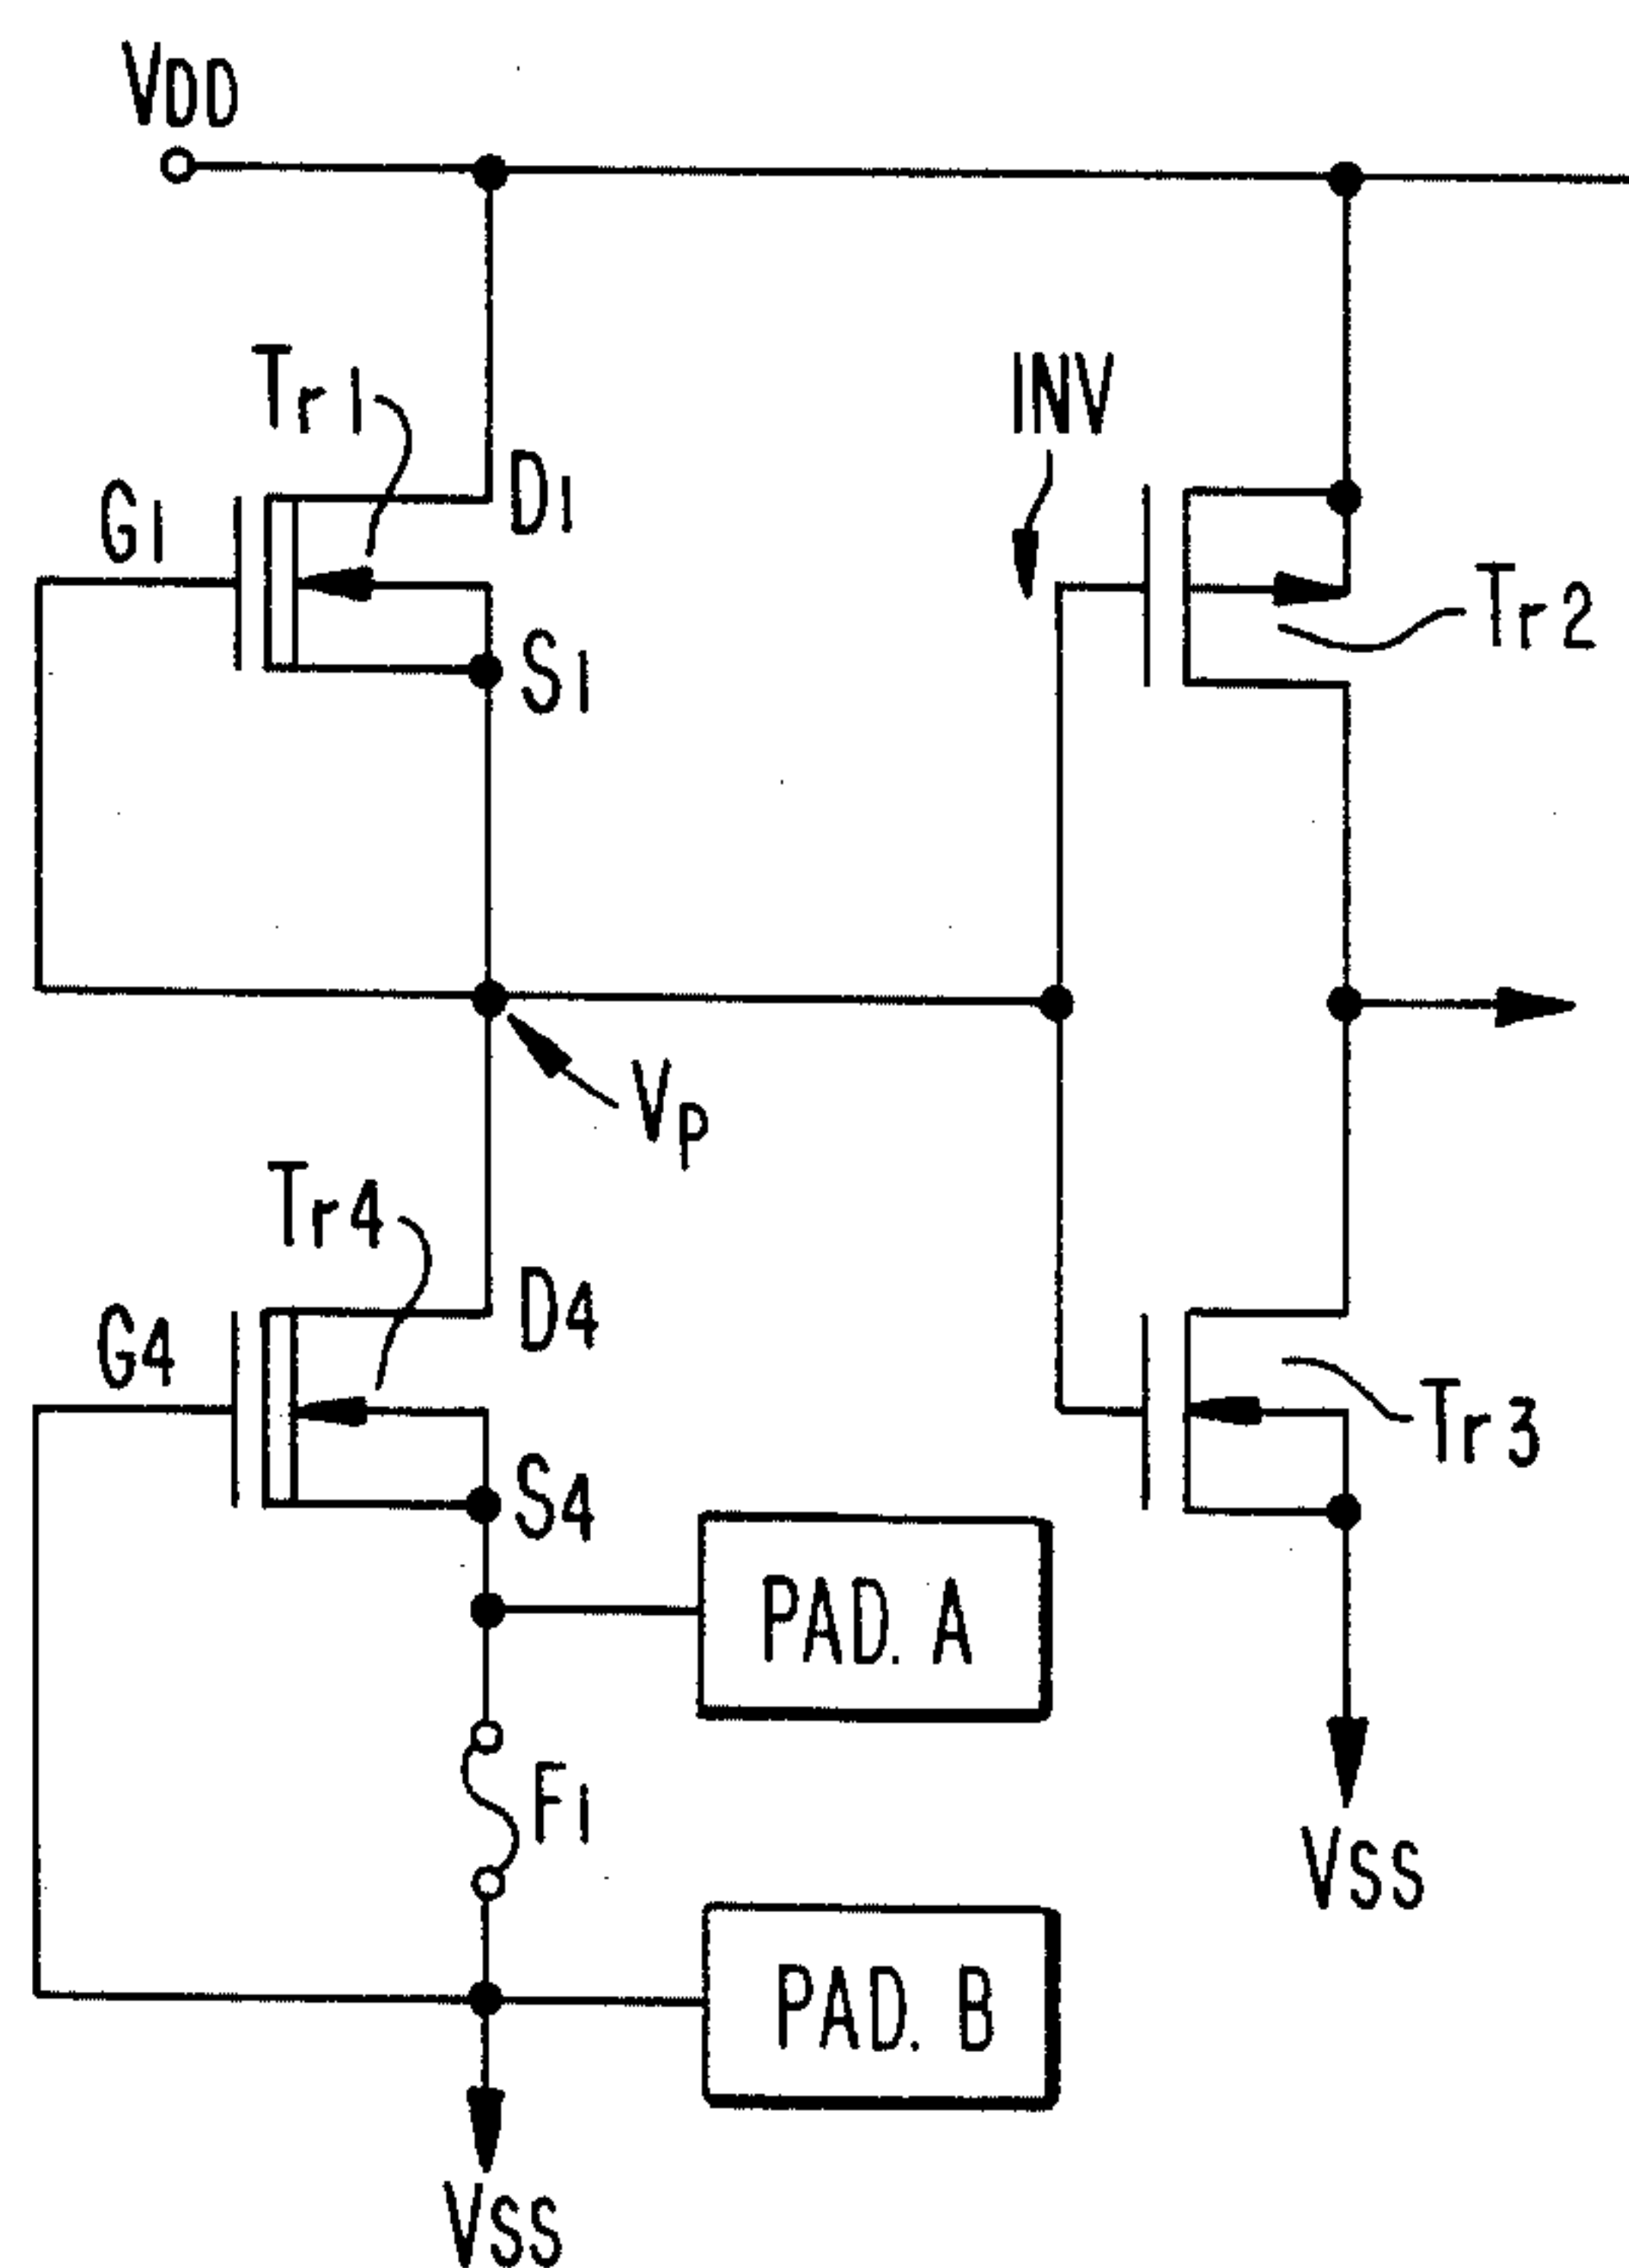 VDD
Tr1
INV
D1
G1
Tr2
S1
VP
Tr4
D4
G4
Tr3
S4
PAD. A
F1
VSS
PAD. B
VSS